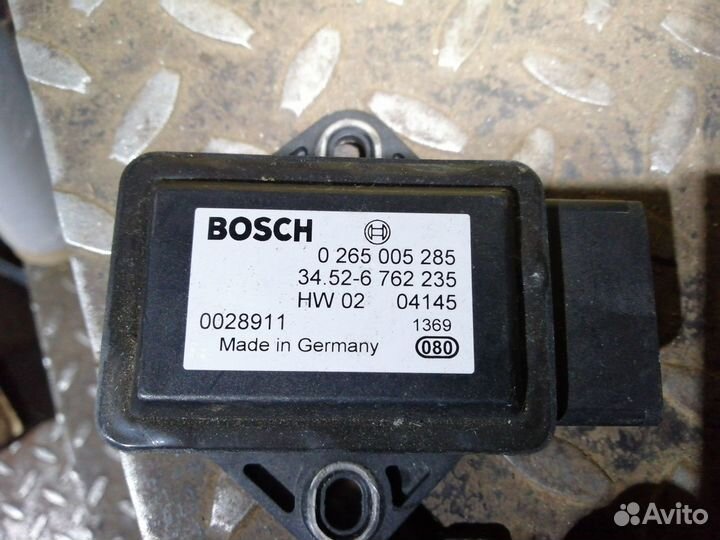 BOSCH
0 265 005 285
34.52-6 762 235
HW 02 04145
0028911 1369
Made in Germany 080
Avito